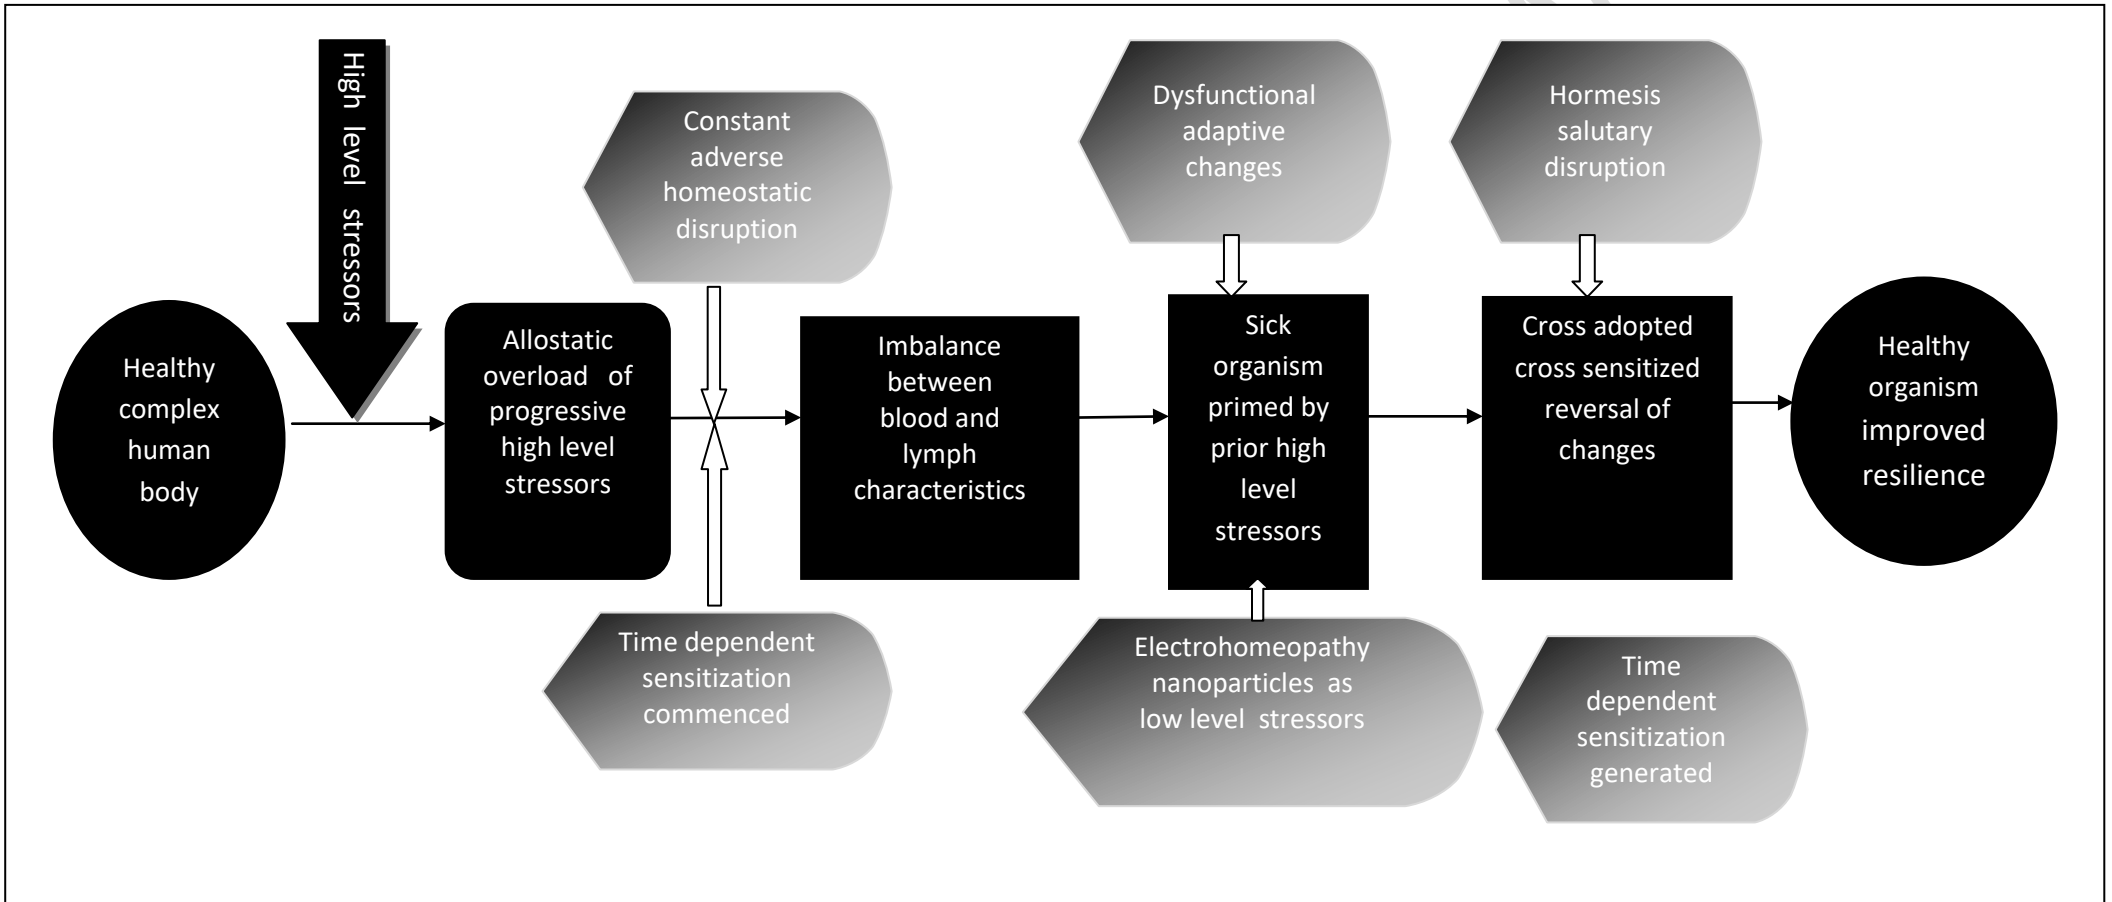 High level stressors
Healthy
complex
human
body
Allostatic
overload of
progressive
high level
stressors
Constant
adverse
homeostatic
disruption
Time dependent
sensitization
commenced
Imbalance
between
blood and
lymph
characteristics
Dysfunctional
adaptive
changes
Sick
organism
primed by
prior high
level
stressors
Electrohomeopathy
nanoparticles as
low level stressors
Hormesis
salutary
disruption
Cross adopted
cross sensitized
reversal of
changes
Time
dependent
sensitization
generated
Healthy
organism
improved
resilience